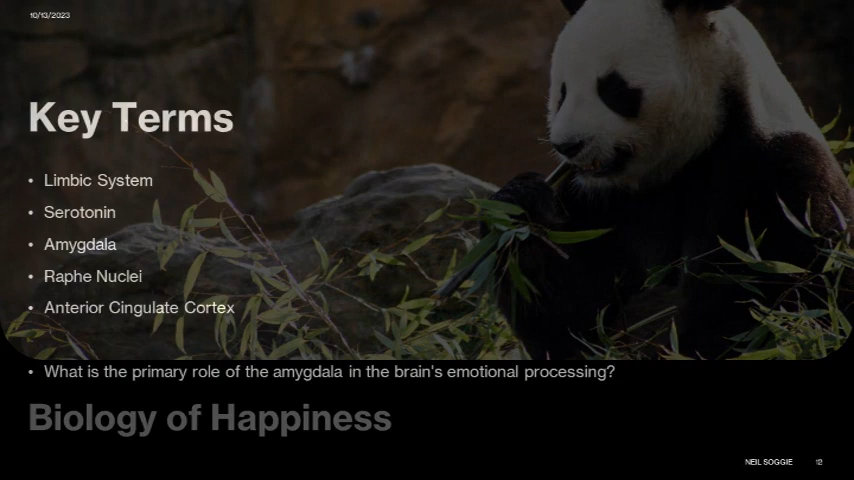 10/13/2023
Key Terms
• Limbic System
• Serotonin
• Amygdala
• Raphe Nuclei
• Anterior Cingulate Cortex
• What is the primary role of the amygdala in the brain's emotional processing?
Biology of Happiness
NEIL SOGGIE 12